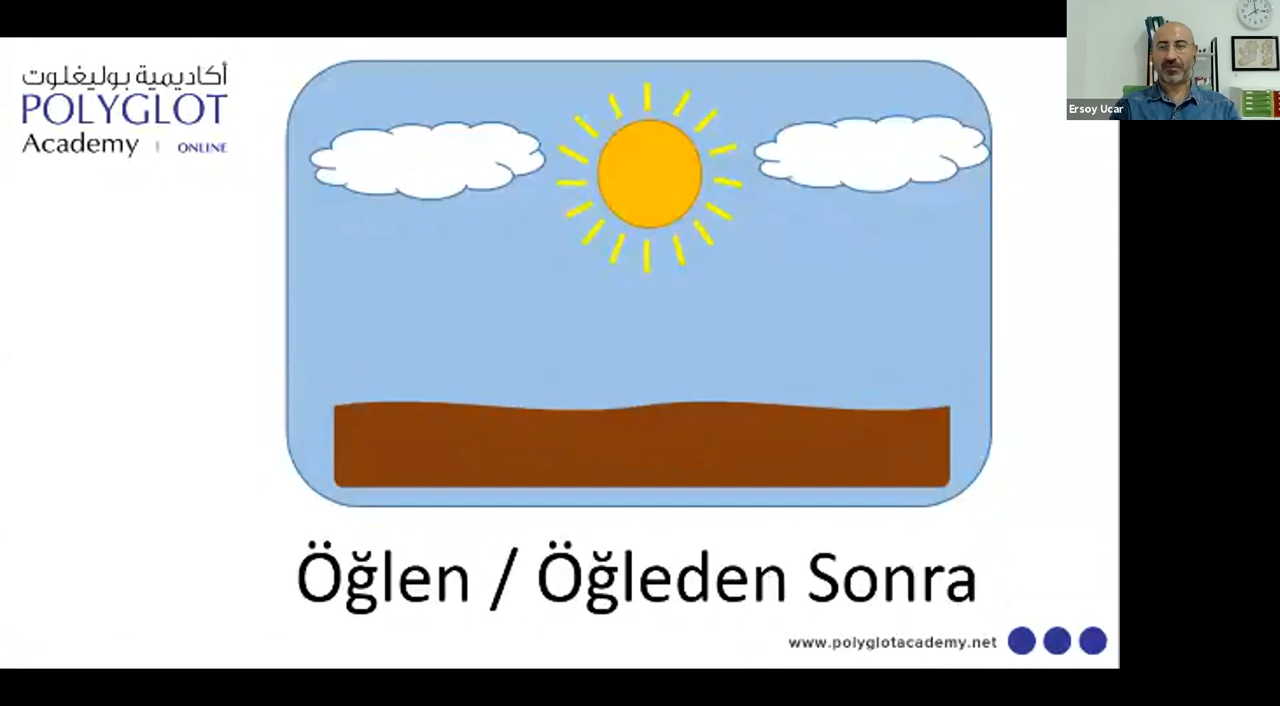 أكاديمية بوليغلوت
POLYGLOT
Academy | ONLINE
Ersoy Ucar
Öğlen / Öğleden Sonra
www.polyglotacademy.net